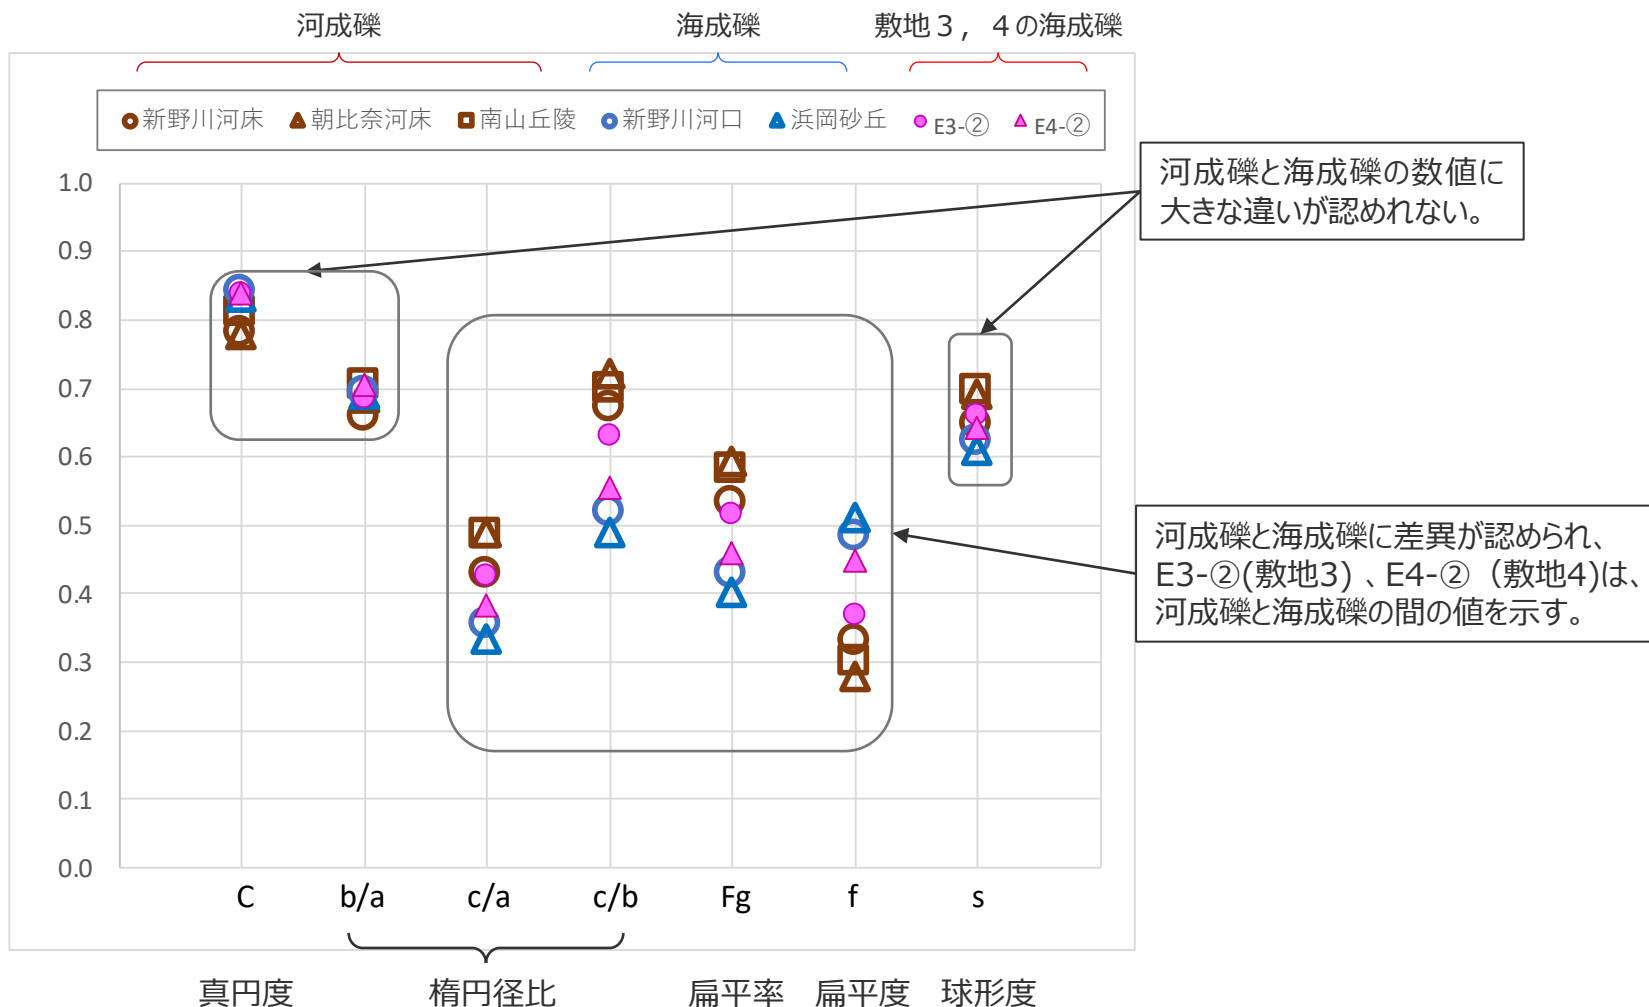 河成礫
海成礫
敷地３，４の海成礫
新野川河床
朝比奈河床
南山丘陵
新野川河口
浜岡砂丘
E3-②
E4-②
河成礫と海成礫の数値に
大きな違いが認めれない。
1.0
0.9
0.8
0.7
0.6
0.5
0.4
0.3
0.2
0.1
0.0
河成礫と海成礫に差異が認められ、
E3-②(敷地3) 、E4-②（敷地4)は、
河成礫と海成礫の間の値を示す。
C
b/a
c/a
c/b
Fg
f
s
真円度
楕円径比
扁平率
扁平度
球形度